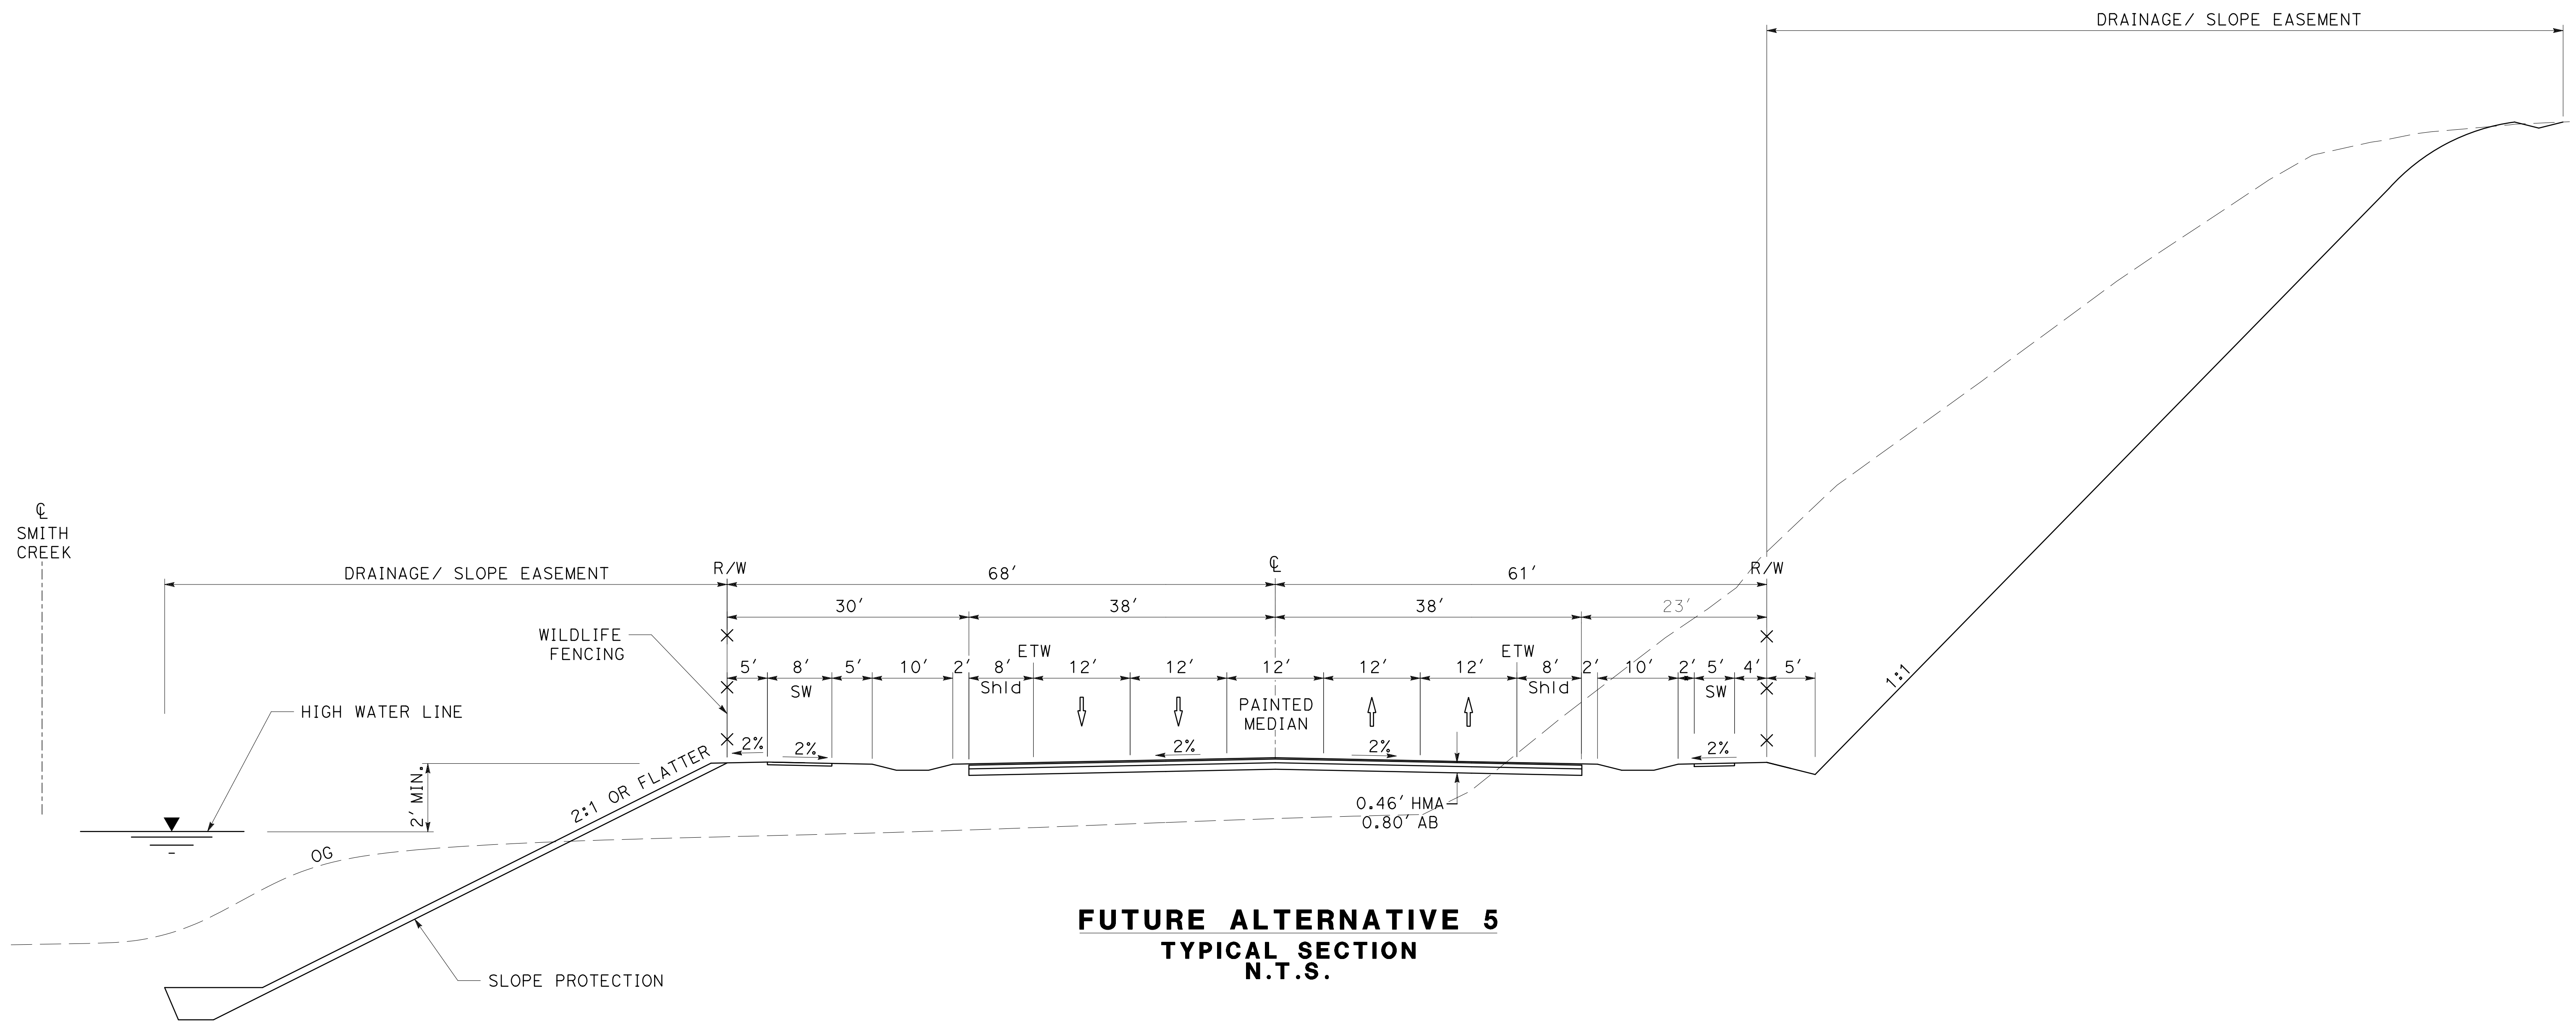 DRAINAGE/ SLOPE EASEMENT
℄
SMITH
CREEK
DRAINAGE/ SLOPE EASEMENT
R/W
68'
℄
61'
R/W
30'
38'
38'
23'
WILDLIFE
FENCING
ETW
ETW
5'
8'
5'
10'
2'
8'
12'
12'
12'
12'
12'
8'
2'
10'
2'
5'
4'
5'
SW
Shld
Shld
SW
PAINTED
MEDIAN
HIGH WATER LINE
1:1
2%
2%
2%
2%
2%
2' MIN.
2:1 OR FLATTER
0.46' HMA
0.80' AB
OG
SLOPE PROTECTION
FUTURE ALTERNATIVE 5
TYPICAL SECTION
N.T.S.